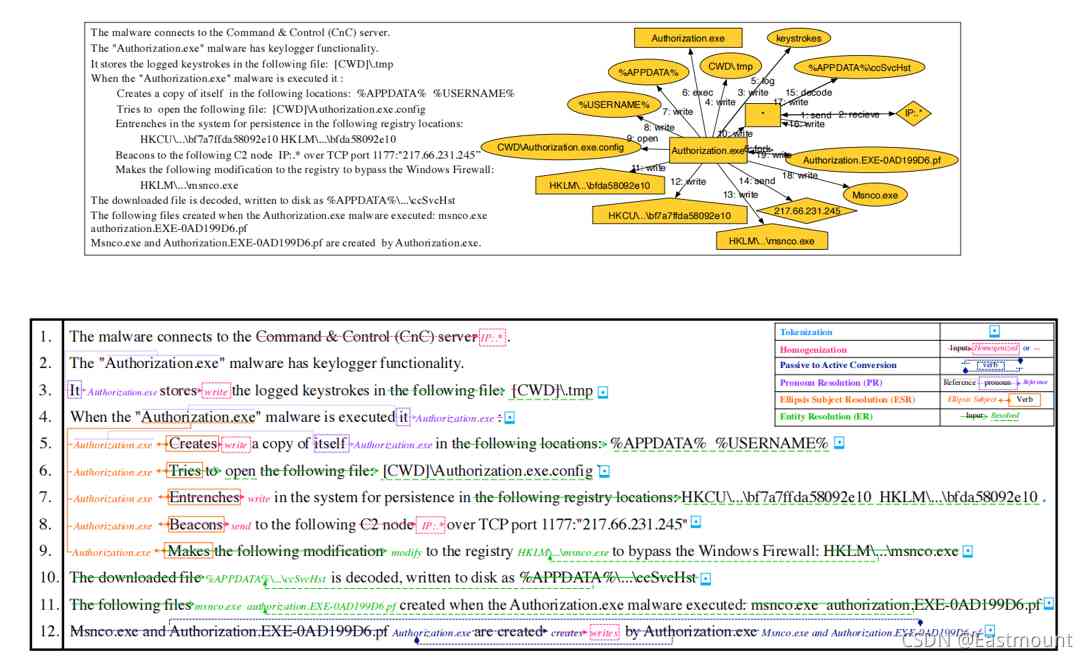 The malware connects to the Command & Control (CnC) server.
The "Authorization.exe" malware has keylogger functionality.
It stores the logged keystrokes in the following file: [CWD]\.tmp
When the "Authorization.exe" malware is executed it :
Creates a copy of itself in the following locations: %APPDATA% %USERNAME%
Tries to open the following file: [CWD]\Authorization.exe.config
Entrenches in the system for persistence in the following registry locations:
HKCU\...\bf7a7ffda58092e10 HKLM\...\bfda58092e10
Beacons to the following C2 node IP:.* over TCP port 1177:"217.66.231.245"
Makes the following modification to the registry to bypass the Windows Firewall:
HKLM\...\msnco.exe
The downloaded file is decoded, written to disk as %APPDATA%\...\ccSvcHst
The following files created when the Authorization.exe malware executed: msnco.exe
authorization.EXE-0AD199D6.pf
Msnco.exe and Authorization.EXE-0AD199D6.pf are created by Authorization.exe.
Authorization.exe
keystrokes
%APPDATA%
CWD\.tmp
%APPDATA%\ccSvcHst
5: log
6: exec
3: write
15: decode
%USERNAME%
4: write
17: write
7: write
*
1: send
2: recieve
IP:.*
16: write
8: write
10: write
9: open
CWD\Authorization.exe.config
Authorization.exe
19: write
Authorization.EXE-0AD199D6.pf
11: write
18: write
HKLM\...\bfda58092e10
12: write
14: send
13: write
Msnco.exe
HKCU\...\bf7a7ffda58092e10
217.66.231.245
HKLM\...\msnco.exe
1. The malware connects to the Command & Control (CnC) server IP:.* .
2. The "Authorization.exe" malware has keylogger functionality.
3. It Authorization.exe stores write the logged keystrokes in the following file: [CWD]\.tmp
4. When the "Authorization.exe" malware is executed it Authorization.exe :
5. Authorization.exe Creates write a copy of itself Authorization.exe in the following locations: %APPDATA% %USERNAME%
6. Authorization.exe Tries to open the following file: [CWD]\Authorization.exe.config
7. Authorization.exe Entrenches write in the system for persistence in the following registry locations: HKCU\...\bf7a7ffda58092e10 HKLM\...\bfda58092e10 .
8. Authorization.exe Beacons send to the following C2 node IP:.* over TCP port 1177:"217.66.231.245"
9. Authorization.exe Makes the following modification modify to the registry HKLM\...\msnco.exe to bypass the Windows Firewall: HKLM\...\msnco.exe
10. The downloaded file %APPDATA%\...\ccSvcHst is decoded, written to disk as %APPDATA%\...\ccSvcHst
11. The following files msnco.exe authorization.EXE-0AD199D6.pf created when the Authorization.exe malware executed: msnco.exe authorization.EXE-0AD199D6.pf
12. Msnco.exe and Authorization.EXE-0AD199D6.pf Authorization.exe are created creates writes by Authorization.exe Msnco.exe and Authorization.EXE-0AD199D6.pf
Tokenization
Homogenization Input Homogenized or
Passive to Active Conversion verb
Pronoun Resolution (PR) Reference pronoun Reference
Ellipsis Subject Resolution (ESR) Ellipsis Subject Verb
Entity Resolution (ER) Input Resolved
CSDN @Eastmount